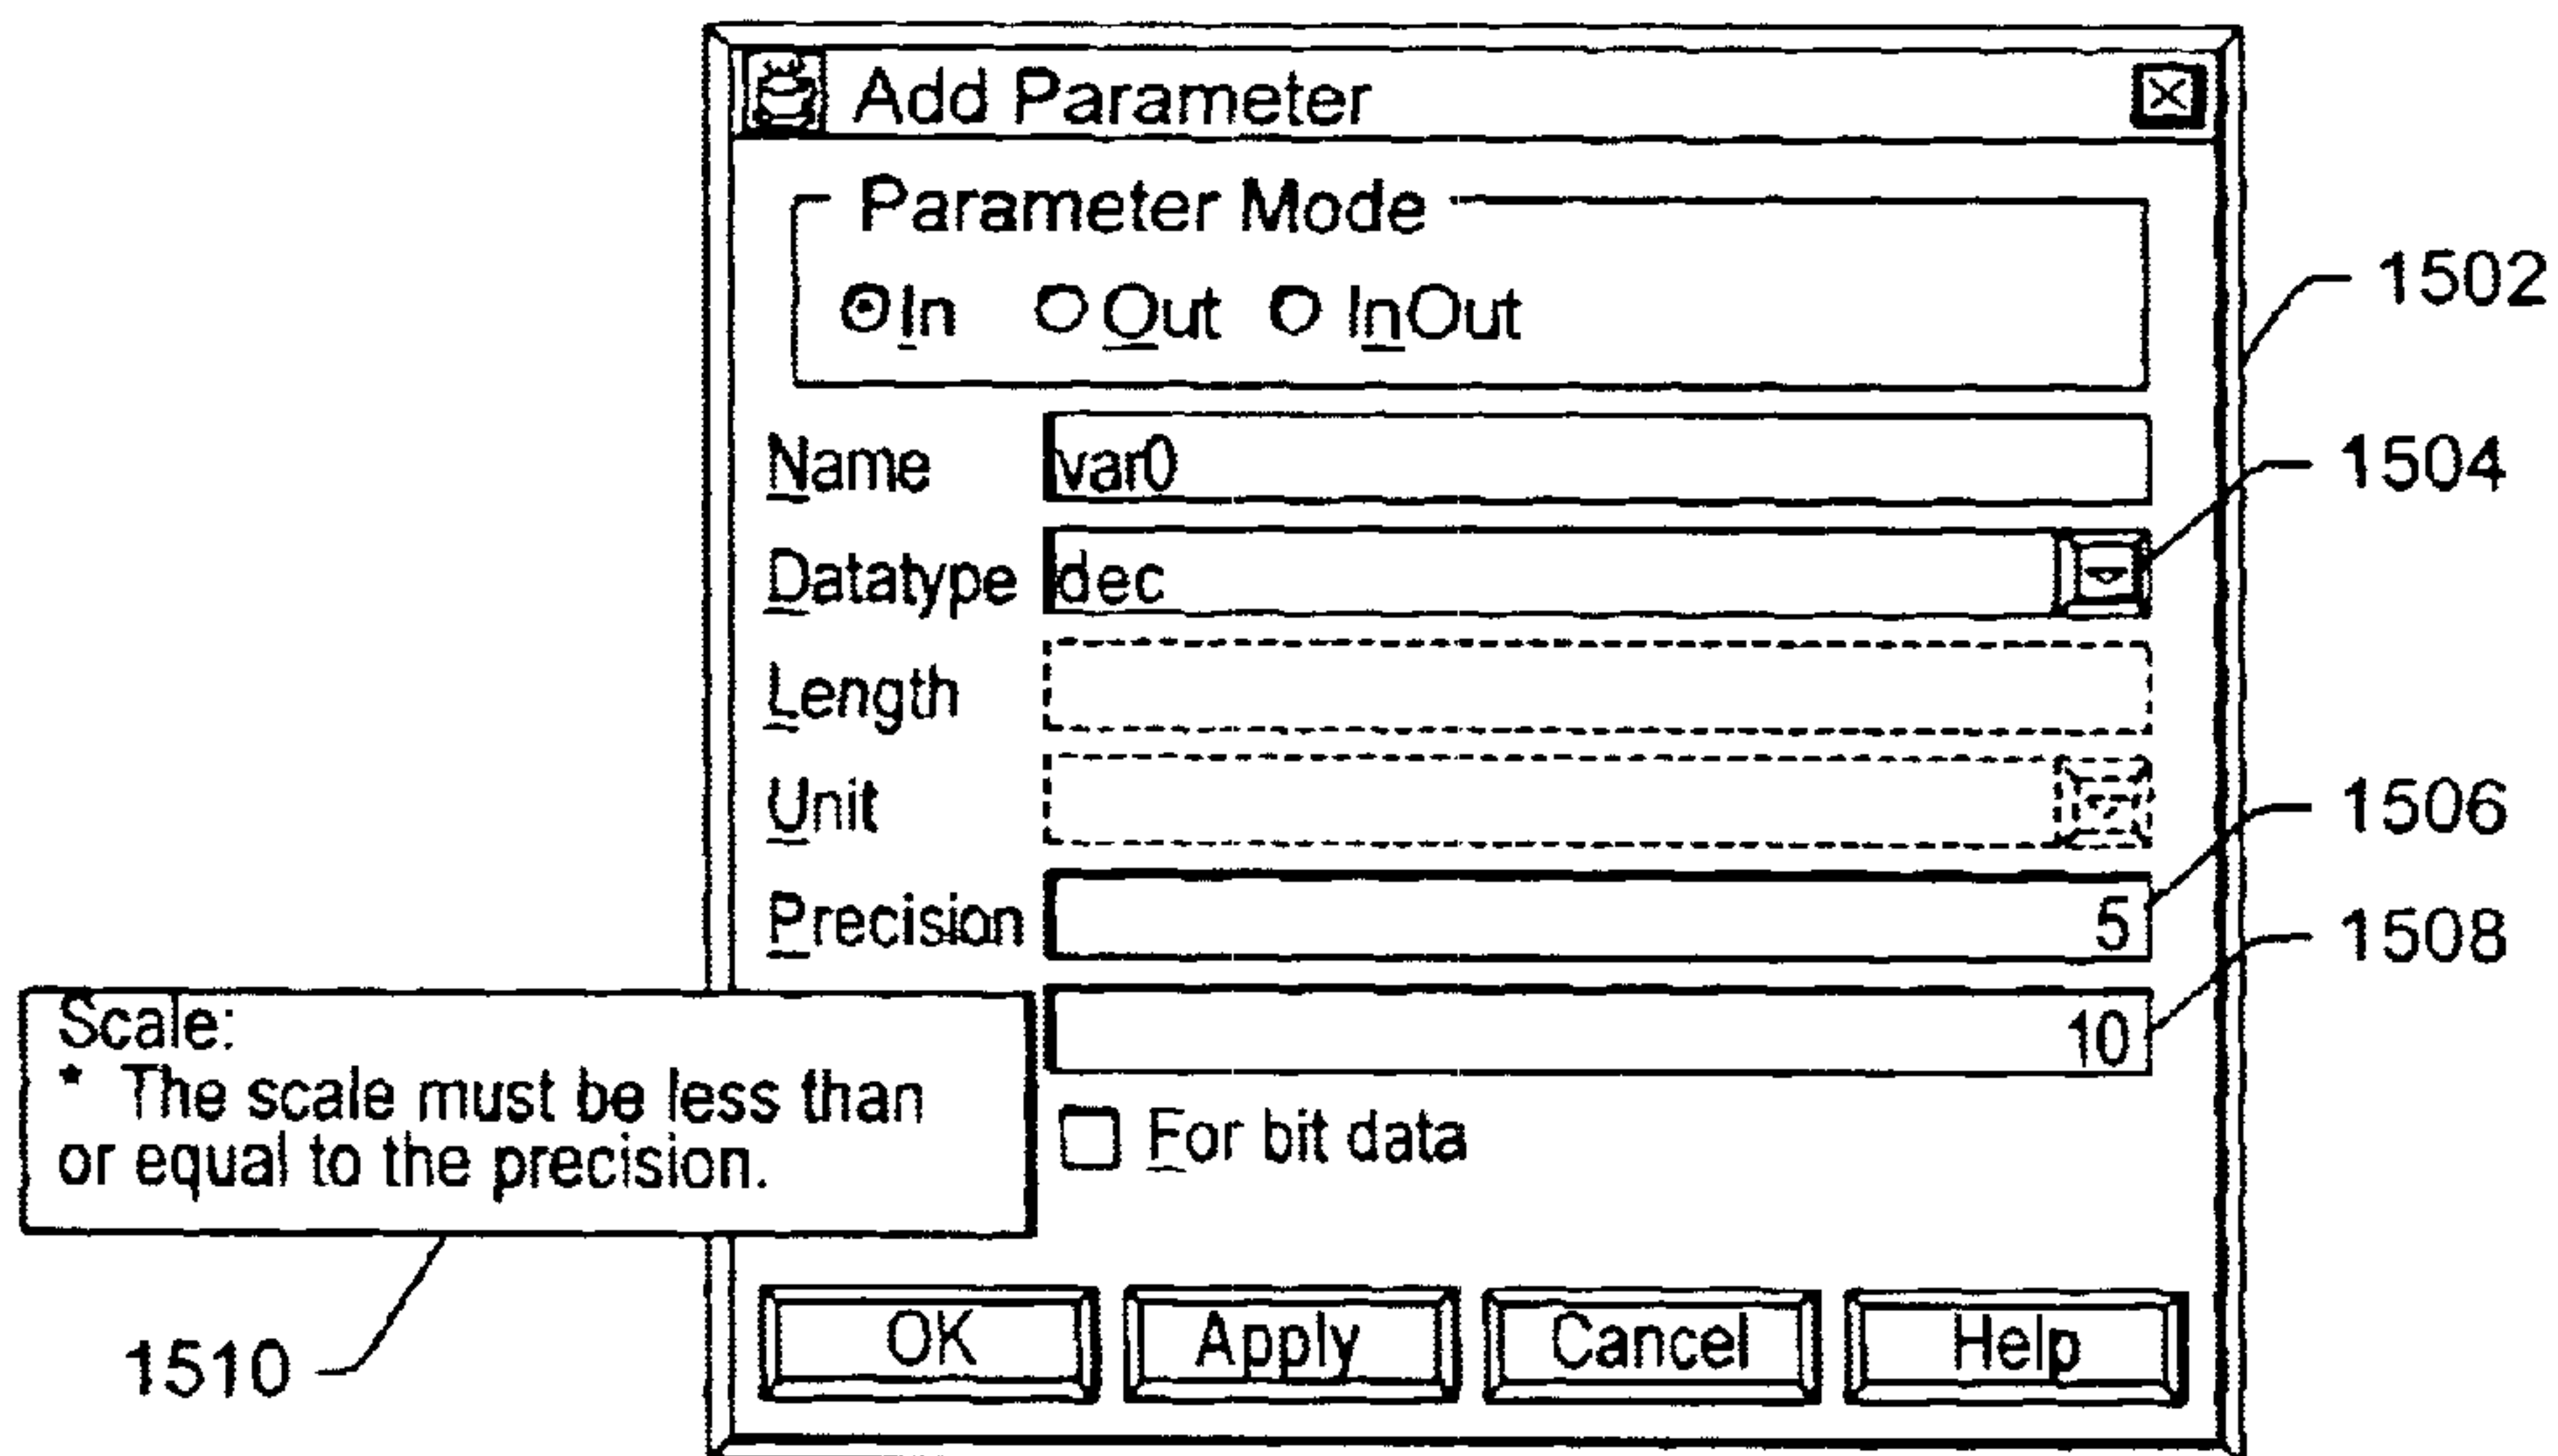 Add Parameter
Parameter Mode
In Out InOut
1502
Name var0
1504
Datatype dec
Length
Unit
1506
Precision 5
1508
10
Scale:
* The scale must be less than
or equal to the precision.
For bit data
OK Apply Cancel Help
1510